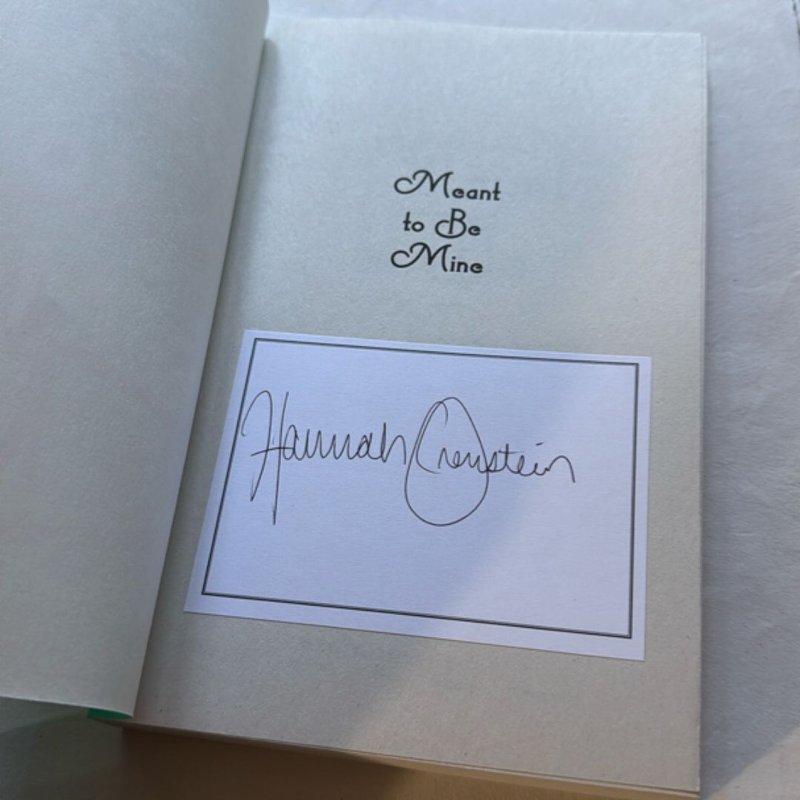 Meant
to Be
Mine
Hannah Orenstein